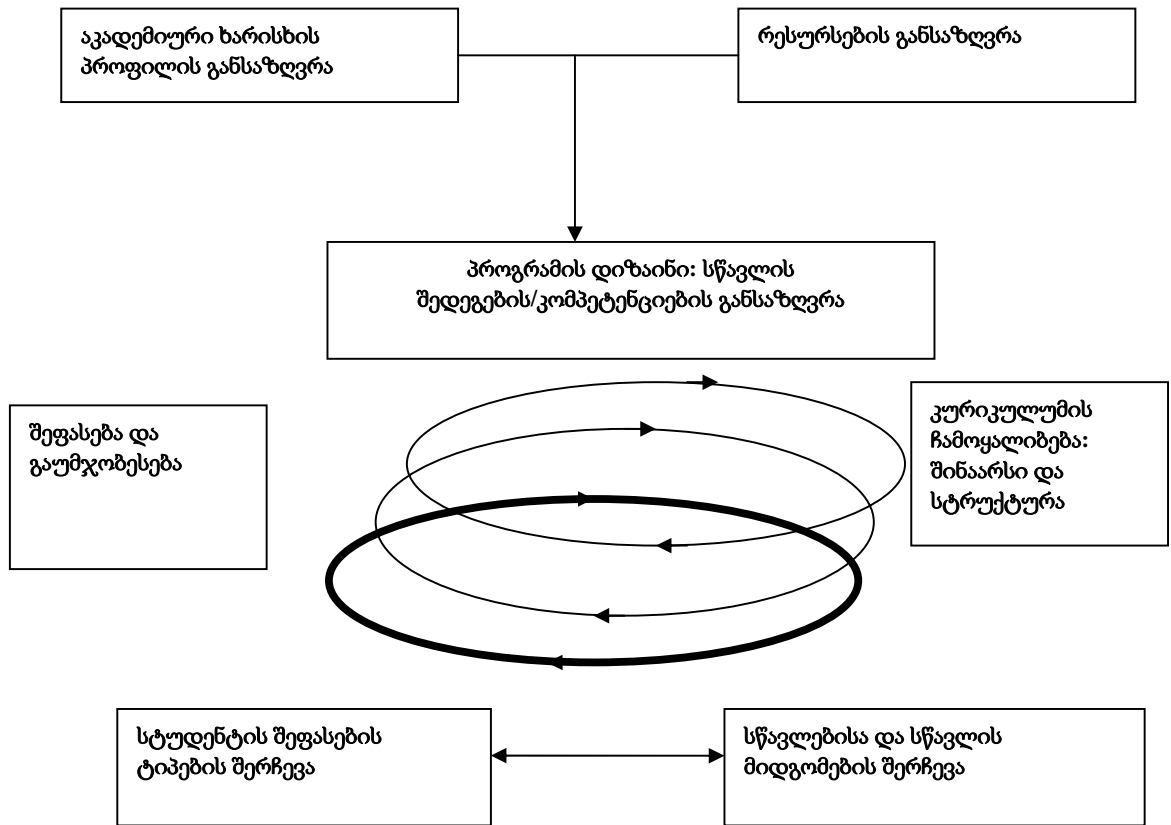 აკადემიური ხარისხის
პროფილის განსაზღვრა
რესურსების განსაზღვრა
პროგრამის დიზაინი: სწავლის
შედეგების/კომპეტენციების განსაზღვრა
შეფასება და
გაუმჯობესება
კურიკულუმის
ჩამოყალიბება:
შინაარსი და
სტრუქტურა
სტუდენტის შეფასების
ტიპების შერჩევა
სწავლებისა და სწავლის
მიდგომების შერჩევა